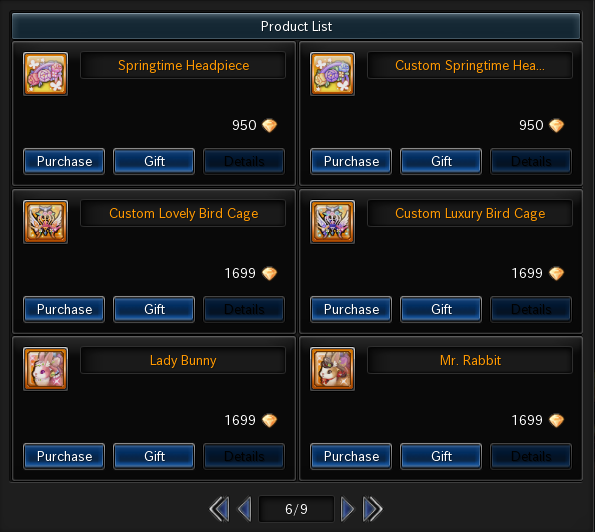 Product List
Springtime Headpiece
Custom Springtime Hea...
950
950
Purchase Gift Details
Purchase Gift Details
Custom Lovely Bird Cage
Custom Luxury Bird Cage
1699
1699
Purchase Gift Details
Purchase Gift Details
Lady Bunny
Mr. Rabbit
1699
1699
Purchase Gift Details
Purchase Gift Details
6/9